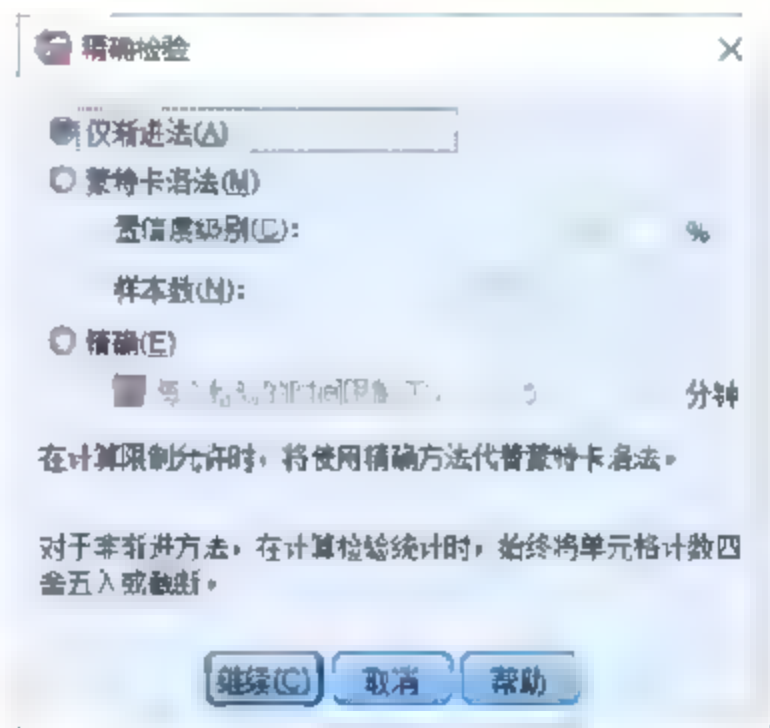 精确检验
仅渐进法(A)
蒙特卡洛法(M)
置信度级别(C): %
样本数(N):
精确(E)
分钟
在计算限制允许时，将使用精确方法代替蒙特卡洛法。
对于非渐进方法，在计算检验统计时，始终将单元格计数四
舍五入或截断。
继续(C) 取消 帮助